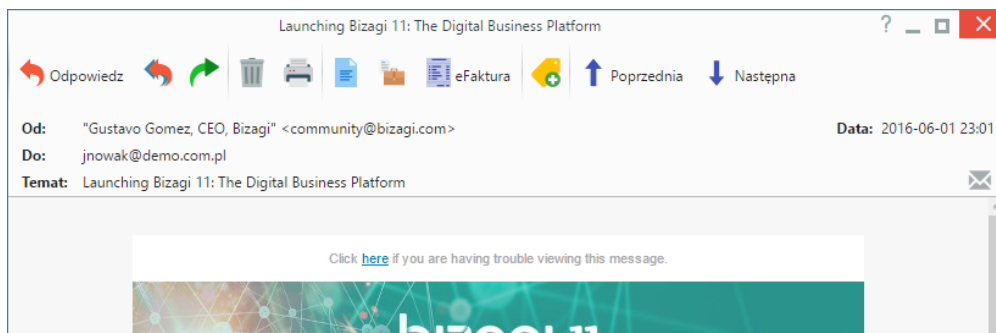 Launching Bizagi 11: The Digital Business Platform ?
Odpowiedz eFaktura Poprzednia Następna
Od: "Gustavo Gomez, CEO, Bizagi" <community@bizagi.com> Data: 2016-06-01 23:01
Do: jnowak@demo.com.pl
Temat: Launching Bizagi 11: The Digital Business Platform
Click here if you are having trouble viewing this message.
bizagi 11